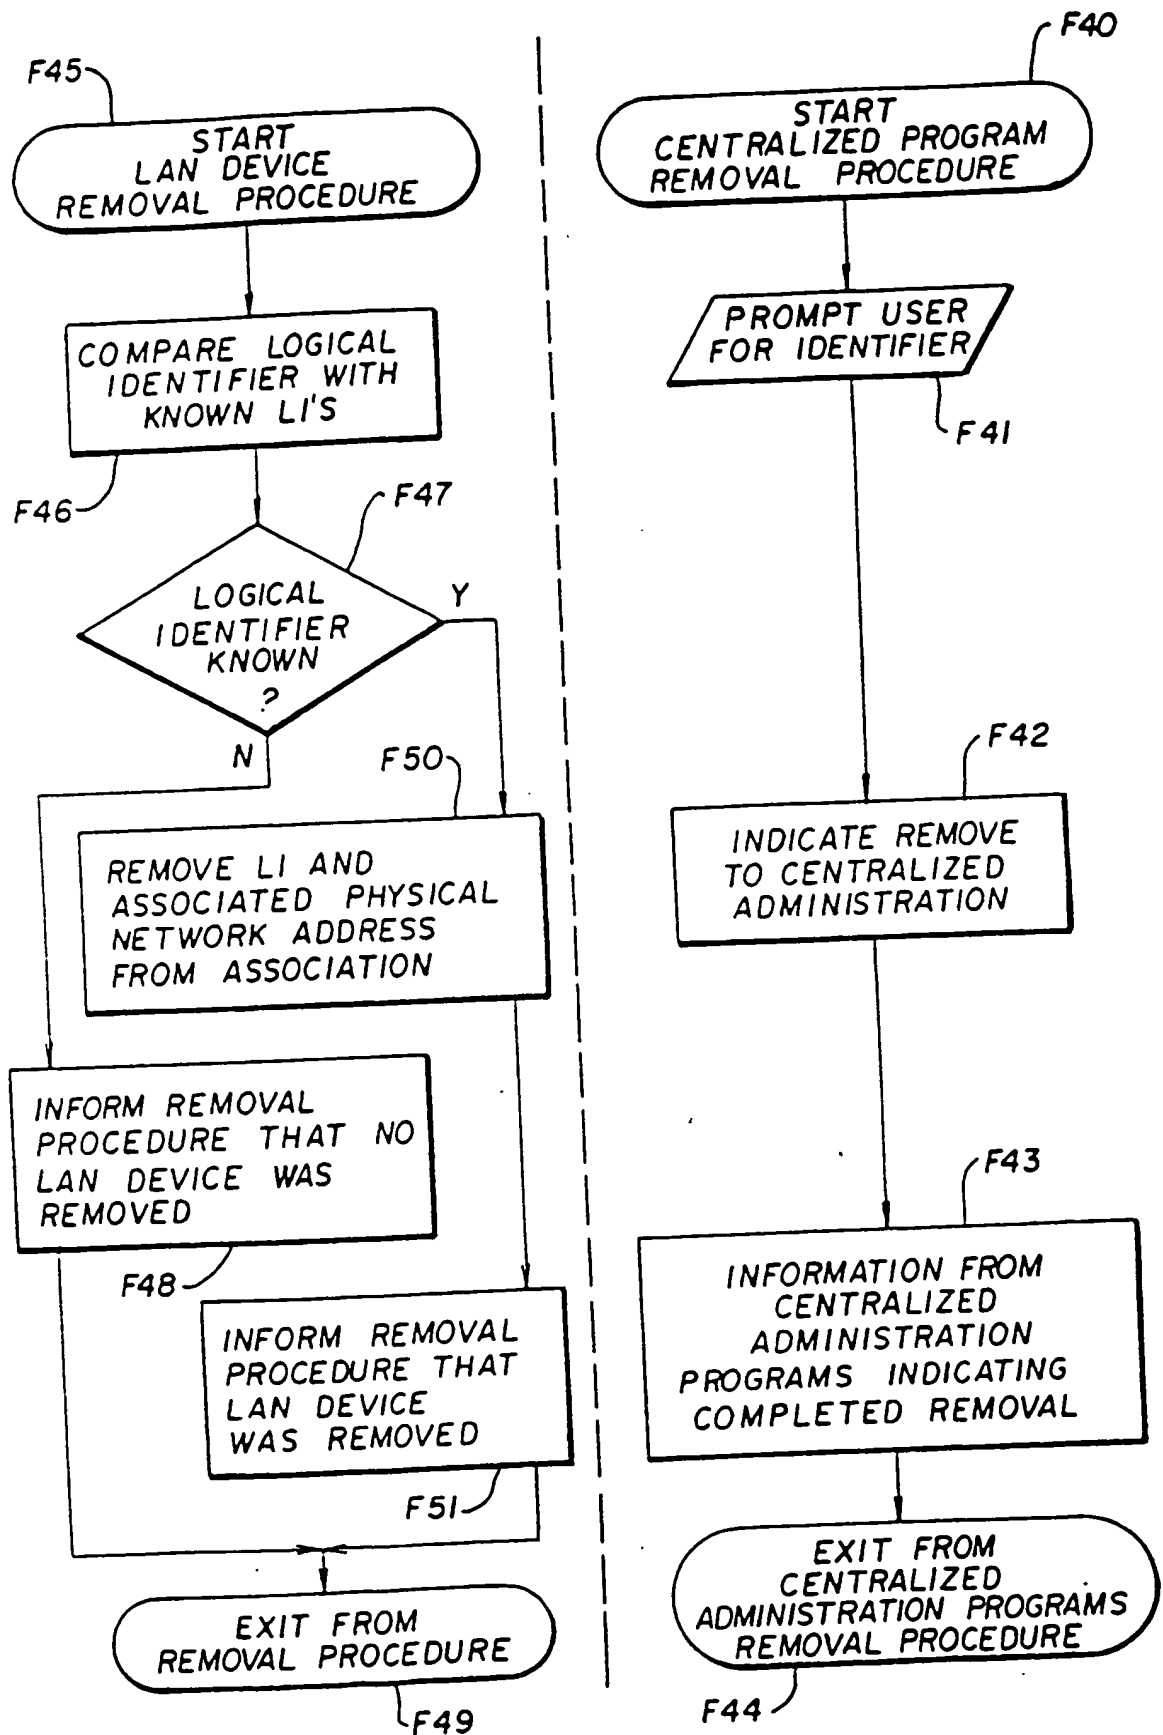 F45
START
LAN DEVICE
REMOVAL PROCEDURE
COMPARE LOGICAL
IDENTIFIER WITH
KNOWN LI'S
F46
F47
LOGICAL
IDENTIFIER
KNOWN
?
Y
N
F50
REMOVE LI AND
ASSOCIATED PHYSICAL
NETWORK ADDRESS
FROM ASSOCIATION
INFORM REMOVAL
PROCEDURE THAT NO
LAN DEVICE WAS
REMOVED
F48
INFORM REMOVAL
PROCEDURE THAT
LAN DEVICE
WAS REMOVED
F51
EXIT FROM
REMOVAL PROCEDURE
F49
F40
START
CENTRALIZED PROGRAM
REMOVAL PROCEDURE
PROMPT USER
FOR IDENTIFIER
F41
F42
INDICATE REMOVE
TO CENTRALIZED
ADMINISTRATION
F43
INFORMATION FROM
CENTRALIZED
ADMINISTRATION
PROGRAMS INDICATING
COMPLETED REMOVAL
EXIT FROM
CENTRALIZED
ADMINISTRATION PROGRAMS
REMOVAL PROCEDURE
F44